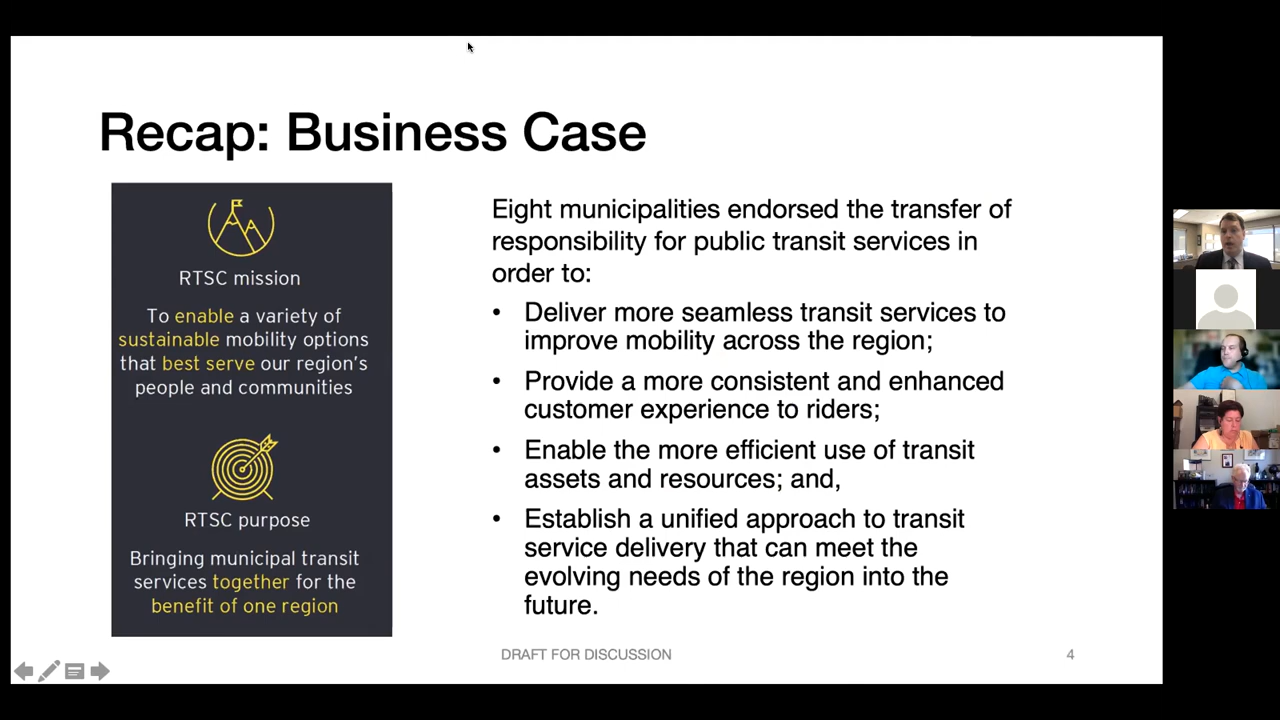 Recap: Business Case
RTSC mission
To enable a variety of
sustainable mobility options
that best serve our region's
people and communities
RTSC purpose
Bringing municipal transit
services together for the
benefit of one region
Eight municipalities endorsed the transfer of
responsibility for public transit services in
order to:
• Deliver more seamless transit services to
improve mobility across the region;
• Provide a more consistent and enhanced
customer experience to riders;
• Enable the more efficient use of transit
assets and resources; and,
• Establish a unified approach to transit
service delivery that can meet the
evolving needs of the region into the
future.
DRAFT FOR DISCUSSION
4